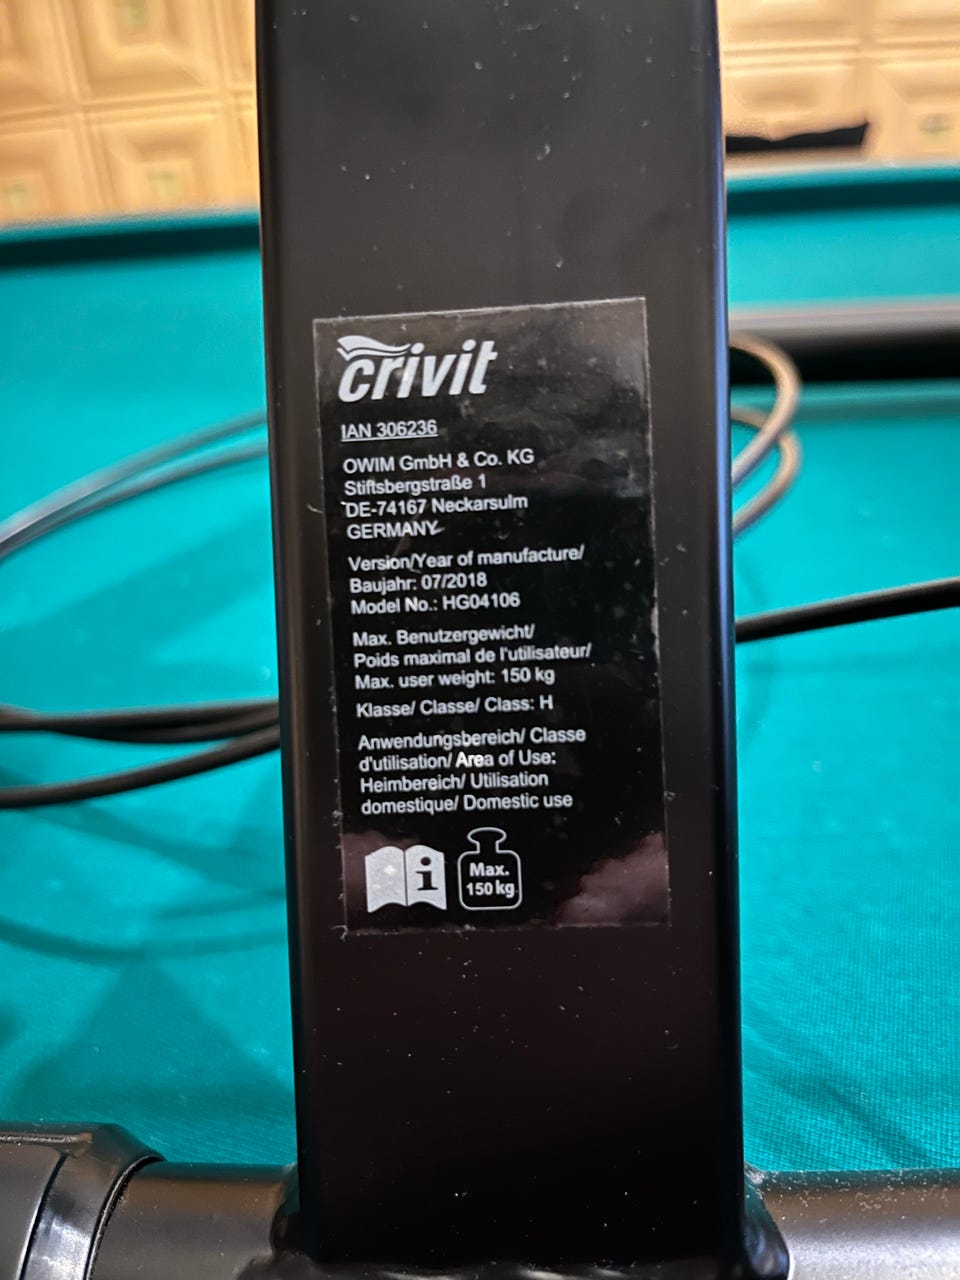 crivit
IAN 306236
OWIM GmbH & Co. KG
Stiftsbergstraße 1
DE-74167 Neckarsulm
GERMANY
Version/Year of manufacture/
Baujahr: 07/2018
Model No.: HG04106
Max. Benutzergewicht/
Poids maximal de l'utilisateur/
Max. user weight: 150 kg
Klasse/ Classe/ Class: H
Anwendungsbereich/ Classe
d'utilisation/ Area of Use:
Heimbereich/ Utilisation
domestique/ Domestic use
i
Max.
150 kg